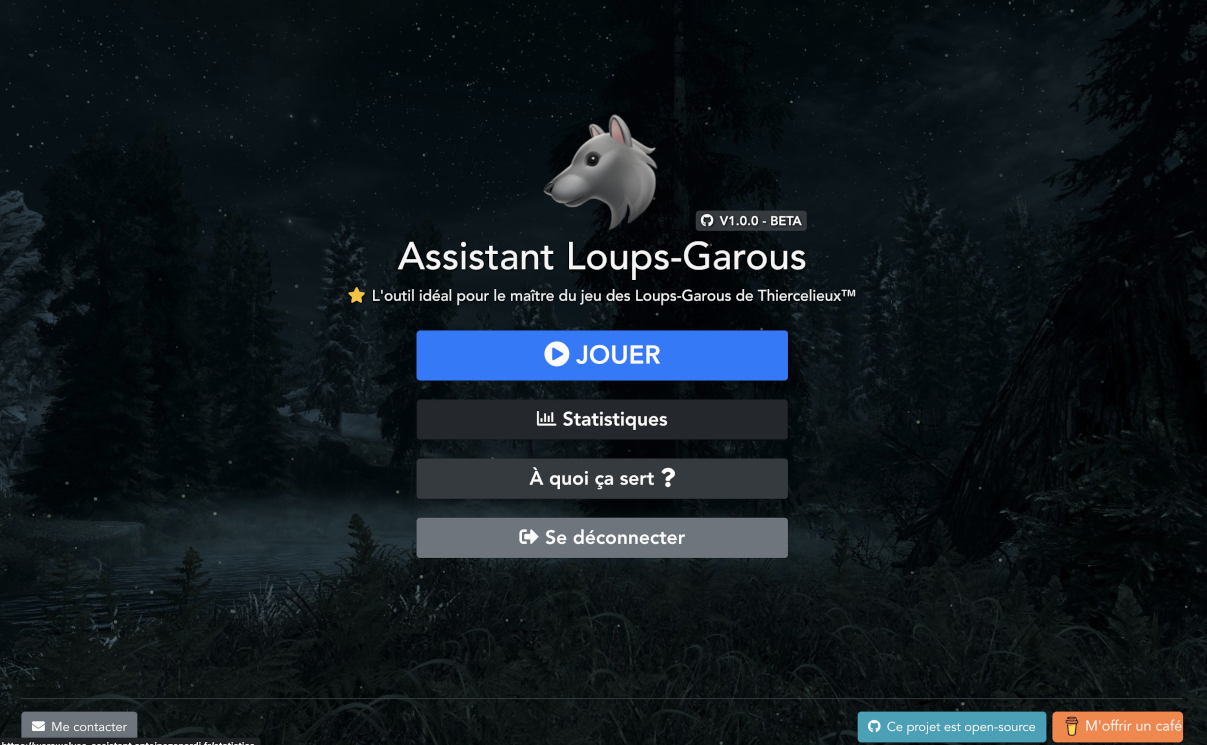 V1.0.0 - BETA
Assistant Loups-Garous
L'outil idéal pour le maître du jeu des Loups-Garous de Thiercelieux™
JOUER
Statistiques
À quoi ça sert ?
Se déconnecter
Me contacter
Ce projet est open-source
M'offrir un café